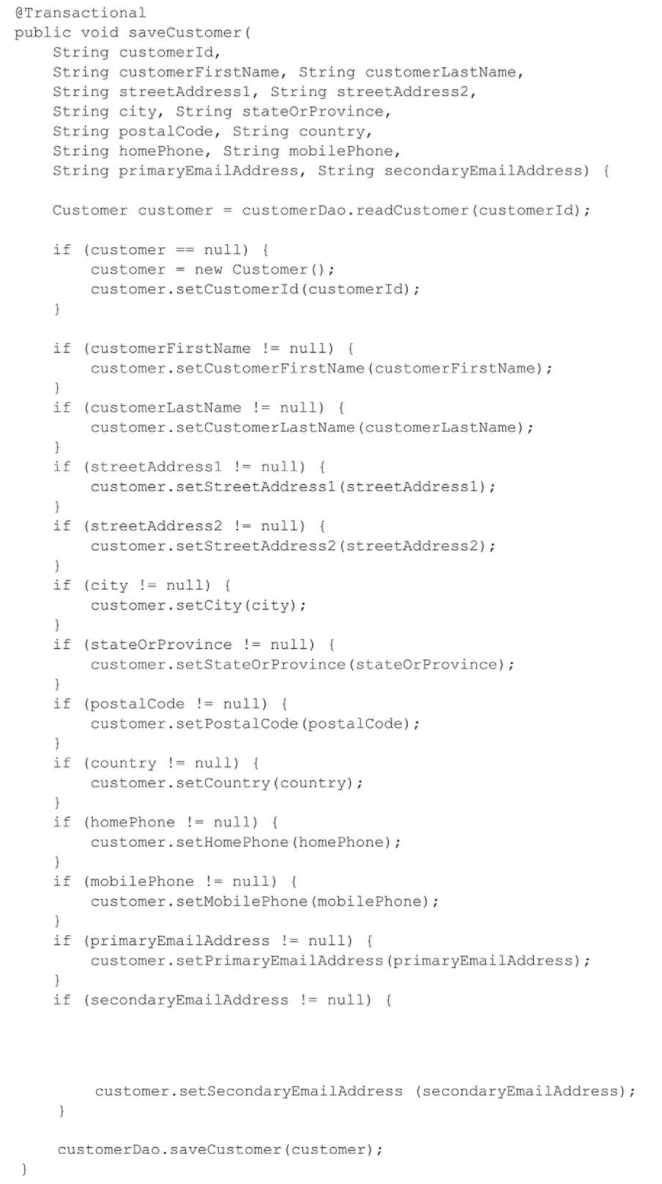 @Transactional
public void saveCustomer(
    String customerId,
    String customerFirstName, String customerLastName,
    String streetAddress1, String streetAddress2,
    String city, String stateOrProvince,
    String postalCode, String country,
    String homePhone, String mobilePhone,
    String primaryEmailAddress, String secondaryEmailAddress) {

    Customer customer = customerDao.readCustomer(customerId);

    if (customer == null) {
        customer = new Customer();
        customer.setCustomerId(customerId);
    }

    if (customerFirstName != null) {
        customer.setCustomerFirstName(customerFirstName);
    }
    if (customerLastName != null) {
        customer.setCustomerLastName(customerLastName);
    }
    if (streetAddress1 != null) {
        customer.setStreetAddress1(streetAddress1);
    }
    if (streetAddress2 != null) {
        customer.setStreetAddress2(streetAddress2);
    }
    if (city != null) {
        customer.setCity(city);
    }
    if (stateOrProvince != null) {
        customer.setStateOrProvince(stateOrProvince);
    }
    if (postalCode != null) {
        customer.setPostalCode(postalCode);
    }
    if (country != null) {
        customer.setCountry(country);
    }
    if (homePhone != null) {
        customer.setHomePhone(homePhone);
    }
    if (mobilePhone != null) {
        customer.setMobilePhone(mobilePhone);
    }
    if (primaryEmailAddress != null) {
        customer.setPrimaryEmailAddress(primaryEmailAddress);
    }
    if (secondaryEmailAddress != null) {

        customer.setSecondaryEmailAddress (secondaryEmailAddress);
    }

    customerDao.saveCustomer(customer);
}